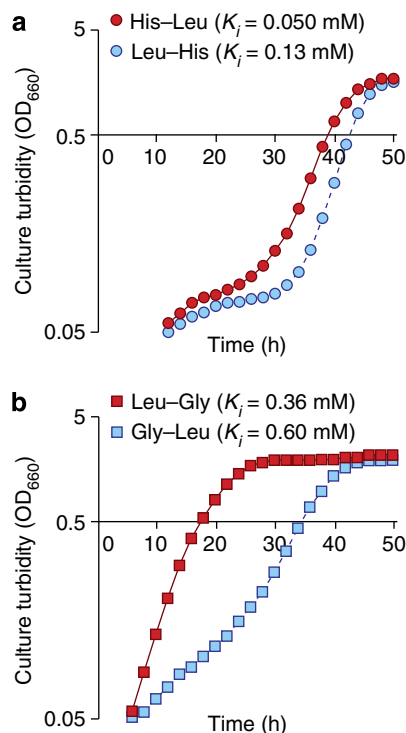 a
5
His–Leu (Ki = 0.050 mM)
Leu–His (Ki = 0.13 mM)
Culture turbidity (OD660)
0.5
0 10 20 30 40 50
0.05
Time (h)
b
5
Leu–Gly (Ki = 0.36 mM)
Gly–Leu (Ki = 0.60 mM)
Culture turbidity (OD660)
0.5
0 10 20 30 40 50
0.05
Time (h)